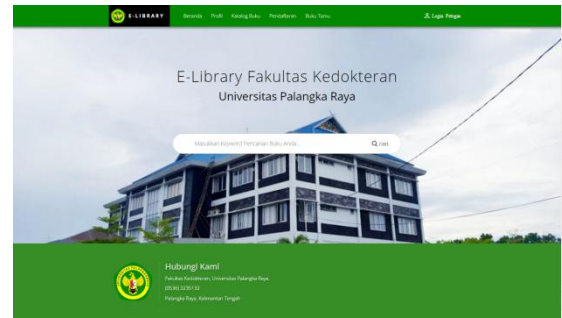 E-LIBRARY
Beranda Profil Katalog Buku Pendaftaran Buku Tamu
Login Petugas
E-Library Fakultas Kedokteran
Universitas Palangka Raya
Masukkan Keyword Pencarian Buku Anda...
Cari
Hubungi Kami
Fakultas Kedokteran, Universitas Palangka Raya
Palangka Raya, Kalimantan Tengah